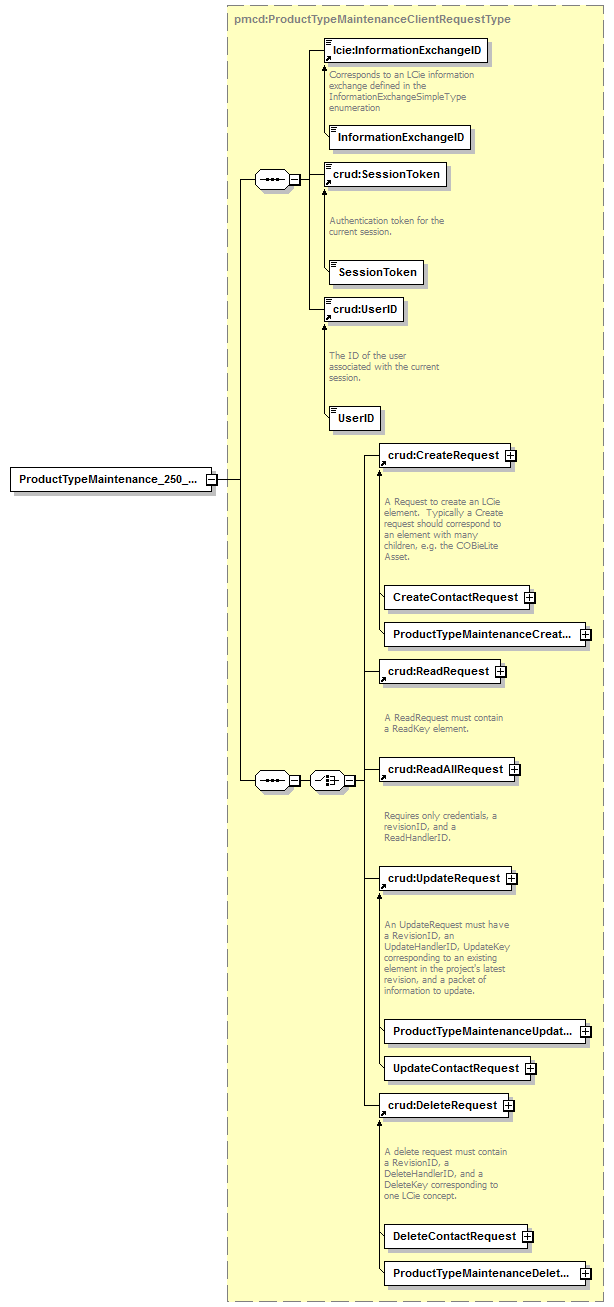 pmcd:ProductTypeMaintenanceClientRequestType
lcie:InformationExchangeID
Corresponds to an LCie information
exchange defined in the
InformationExchangeSimpleType
enumeration
InformationExchangeID
crud:SessionToken
Authentication token for the
current session.
SessionToken
crud:UserID
The ID of the user
associated with the current
session.
UserID
ProductTypeMaintenance_250_...
crud:CreateRequest
A Request to create an LCie
element. Typically a Create
request should correspond to
an element with many
children, e.g. the COBieLite
Asset.
CreateContactRequest
ProductTypeMaintenanceCreat...
crud:ReadRequest
A ReadRequest must contain
a ReadKey element.
crud:ReadAllRequest
Requires only credentials, a
revisionID, and a
ReadHandlerID.
crud:UpdateRequest
An UpdateRequest must have
a RevisionID, an
UpdateHandlerID, UpdateKey
corresponding to an existing
element in the project's latest
revision, and a packet of
information to update.
ProductTypeMaintenanceUpdat...
UpdateContactRequest
crud:DeleteRequest
A delete request must contain
a RevisionID, a
DeleteHandlerID, and a
DeleteKey corresponding to
one LCie concept.
DeleteContactRequest
ProductTypeMaintenanceDelet...